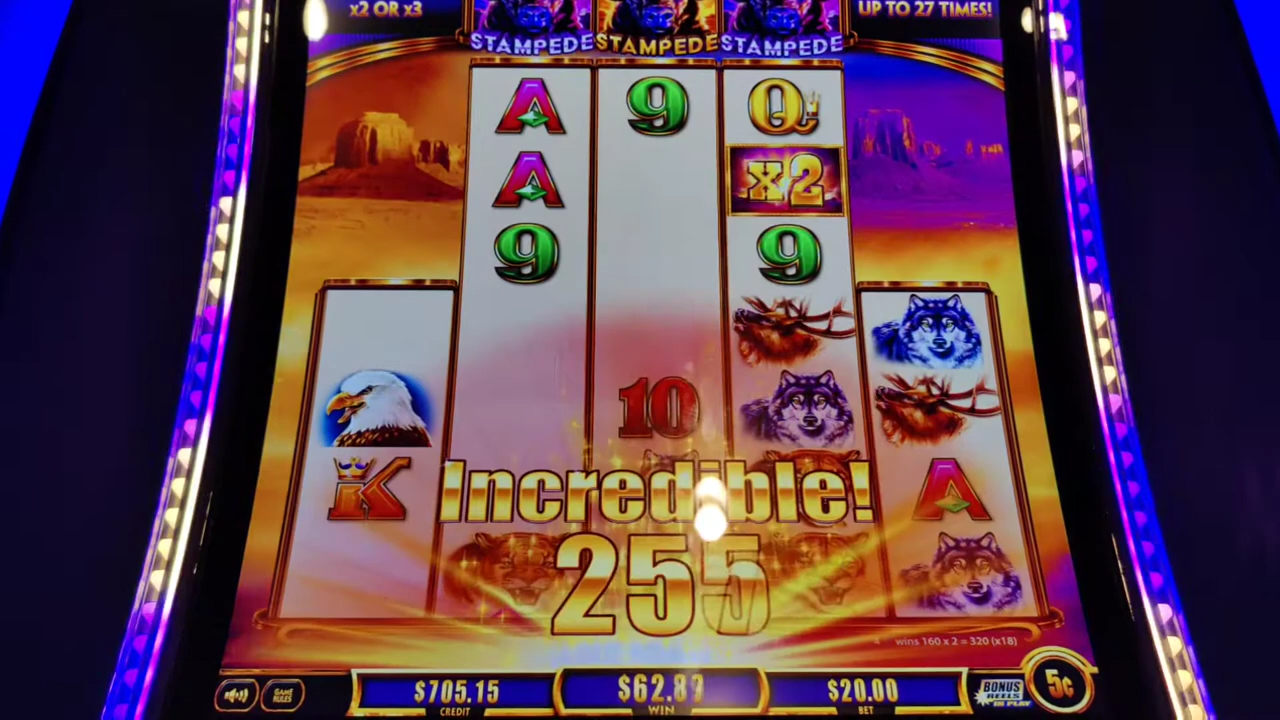 x2 OR x3
UP TO 27 TIMES!
STAMPEDE STAMPEDE STAMPEDE
A 9 Q
A x2
9 9
10
K A
Incredible!
255
wins 160 x 2 = 320 (x18)
GAME RULES
$705.15
CREDIT
WIN
$20.00
BET
BONUS
REELS
IN PLAY
5¢